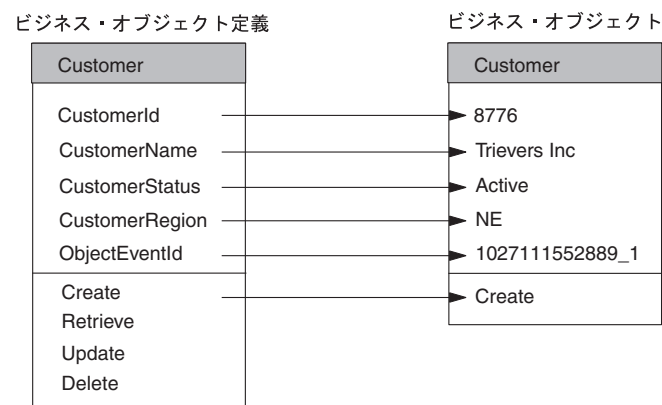 ビジネス・オブジェクト定義
Customer
CustomerId
CustomerName
CustomerStatus
CustomerRegion
ObjectEventId
Create
Retrieve
Update
Delete
ビジネス・オブジェクト
Customer
8776
Trievers Inc
Active
NE
1027111552889_1
Create